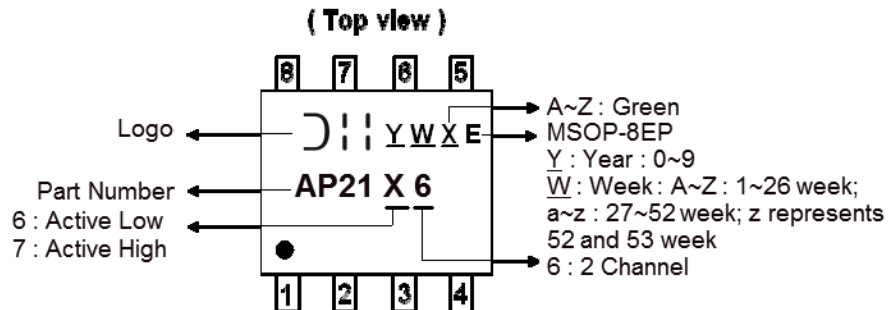 ( Top view )
8 7 6 5
Logo
Y W X E
A~Z : Green
MSOP-8EP
Y : Year : 0~9
W : Week : A~Z : 1~26 week;
a~z : 27~52 week; z represents
52 and 53 week
Part Number
AP21 X 6
6 : Active Low
7 : Active High
6 : 2 Channel
1 2 3 4